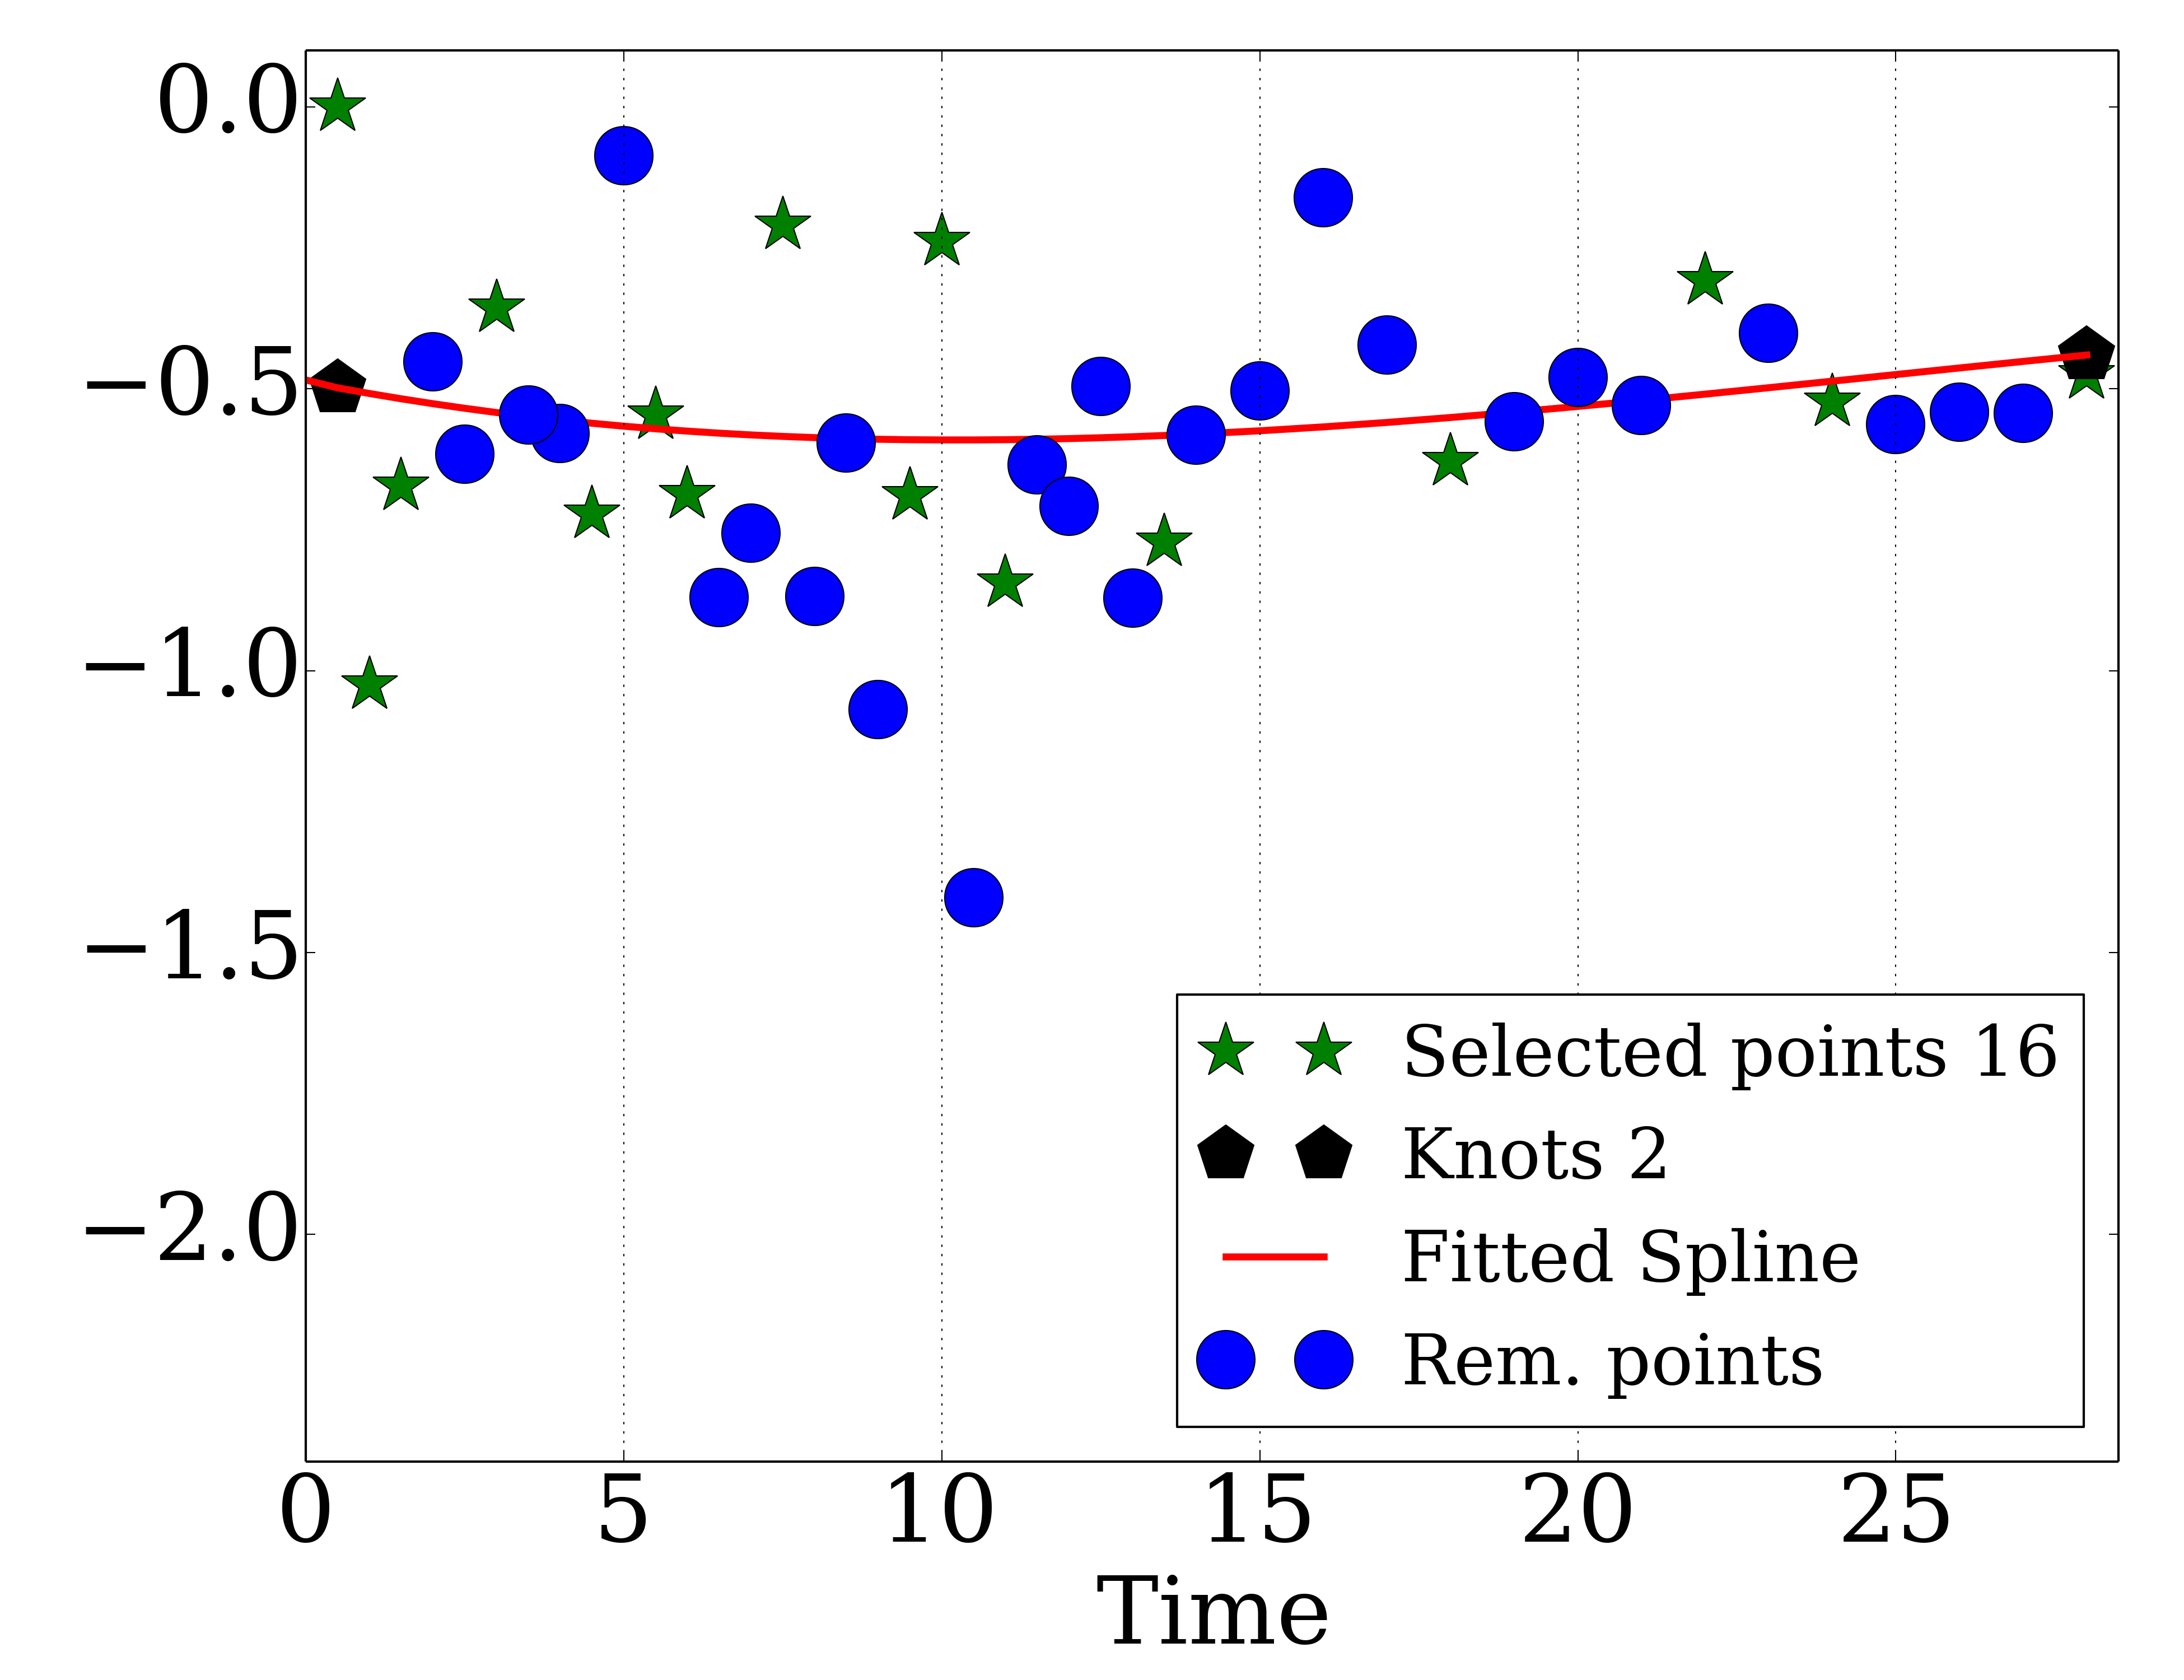 0.0
−0.5
−1.0
−1.5
−2.0
Selected points 16
Knots 2
Fitted Spline
Rem. points
0 5 10 15 20 25
Time